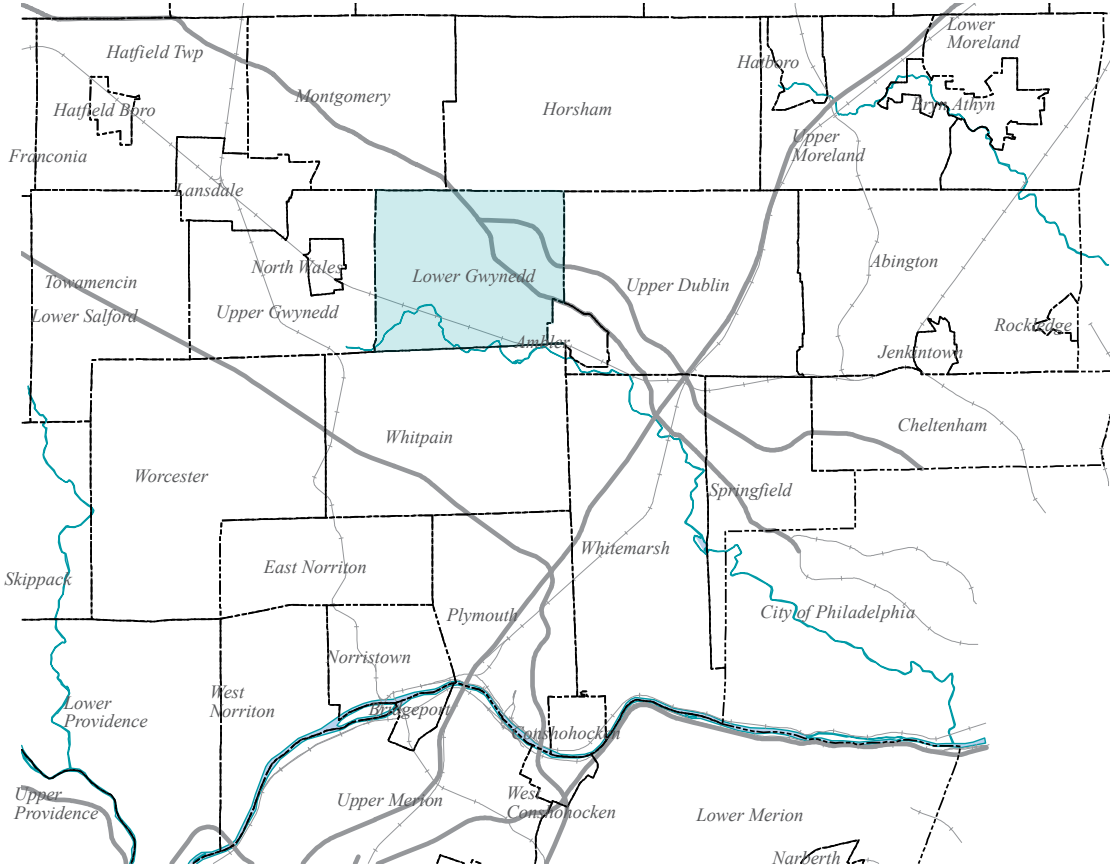 Lower
Moreland
Hatfield Twp
Hatboro
Montgomery
Horsham
Hatfield Boro
Bryn Athyn
Upper
Moreland
Franconia
Lansdale
North Wales
Lower Gwynedd
Abington
Towamencin
Upper Dublin
Lower Salford
Upper Gwynedd
Rockledge
Ambler
Jenkintown
Cheltenham
Whitpain
Worcester
Springfield
Whitemarsh
East Norriton
Skippack
Plymouth
City of Philadelphia
Norristown
West
Norriton
Lower
Providence
Bridgeport
Conshohocken
Upper
Providence
Upper Merion
West
Conshohocken
Lower Merion
Narberth